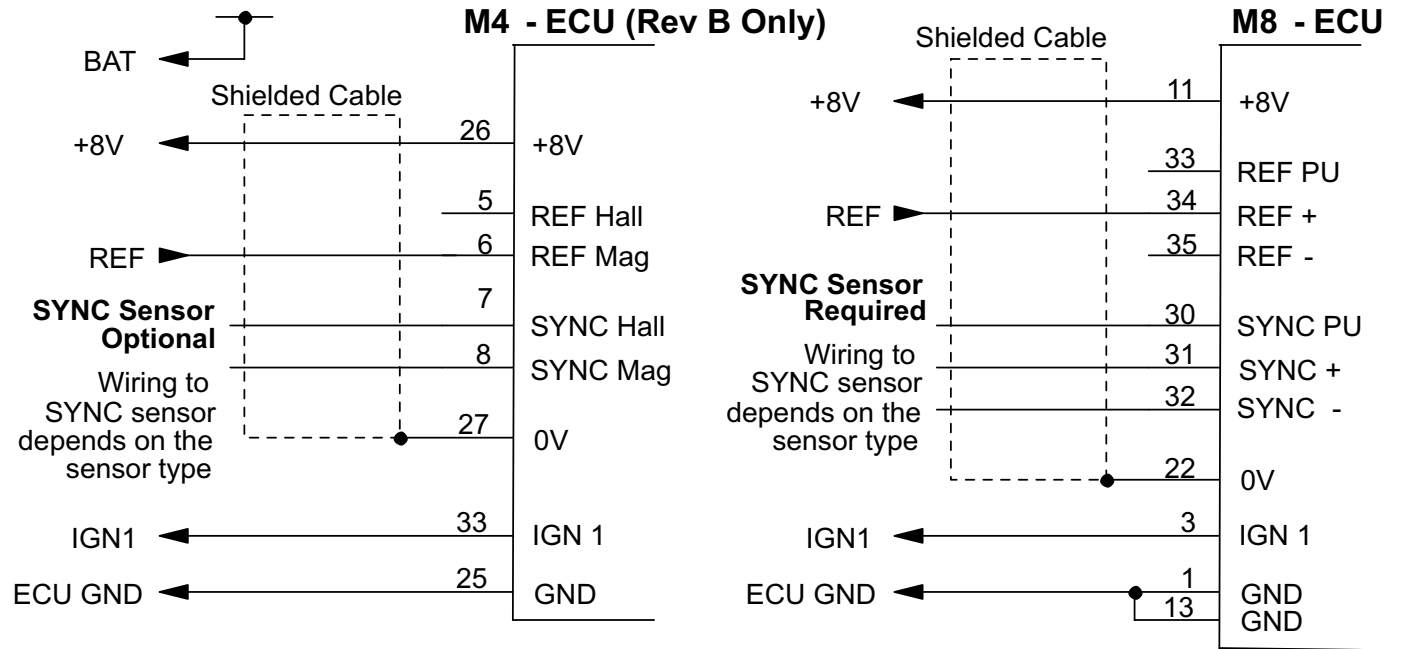 M4 - ECU (Rev B Only)
BAT
Shielded Cable
+8V
26
+8V
5
REF Hall
REF
6
REF Mag
SYNC Sensor
Optional
7
SYNC Hall
8
SYNC Mag
Wiring to
SYNC sensor
depends on the
sensor type
27
0V
IGN1
33
IGN 1
ECU GND
25
GND
M8 - ECU
Shielded Cable
+8V
11
+8V
33
REF PU
REF
34
REF +
35
REF -
SYNC Sensor
Required
30
SYNC PU
31
SYNC +
32
SYNC -
Wiring to
SYNC sensor
depends on the
sensor type
22
0V
IGN1
3
IGN 1
ECU GND
1
GND
13
GND